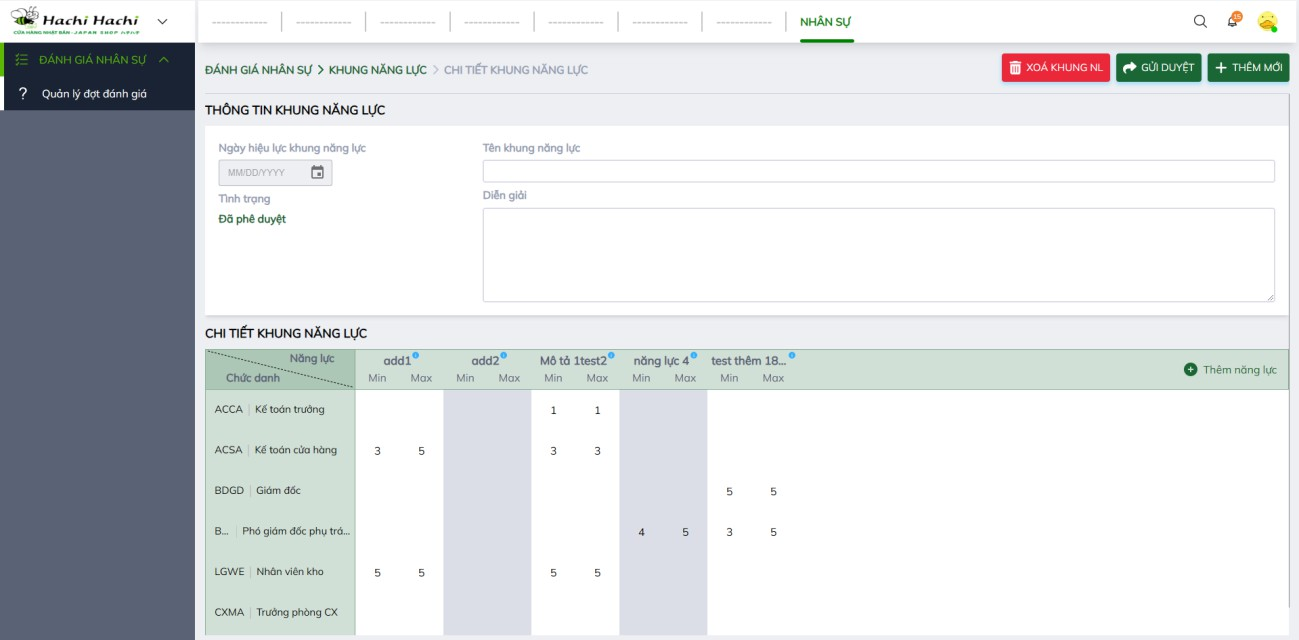 Hachi Hachi
CỬA HÀNG NHẬT BẢN - JAPAN SHOP
------------ ------------ ------------ ------------ ------------ ------------ ------------ NHÂN SỰ
15
ĐÁNH GIÁ NHÂN SỰ
? Quản lý đợt đánh giá
ĐÁNH GIÁ NHÂN SỰ > KHUNG NĂNG LỰC > CHI TIẾT KHUNG NĂNG LỰC
XOÁ KHUNG NL GỬI DUYỆT + THÊM MỚI
THÔNG TIN KHUNG NĂNG LỰC
Ngày hiệu lực khung năng lực
MM/DD/YYYY
Tình trạng
Đã phê duyệt
Tên khung năng lực
Diễn giải
CHI TIẾT KHUNG NĂNG LỰC
Năng lực add1 add2 Mô tả 1test2 năng lực 4 test thêm 18...
Chức danh Min Max Min Max Min Max Min Max Min Max
Thêm năng lực
ACCA | Kế toán trưởng 1 1
ACSA | Kế toán cửa hàng 3 5 3 3
BDGD | Giám đốc 5 5
B... | Phó giám đốc phụ trá... 4 5 3 5
LGWE | Nhân viên kho 5 5 5 5
CXMA | Trưởng phòng CX